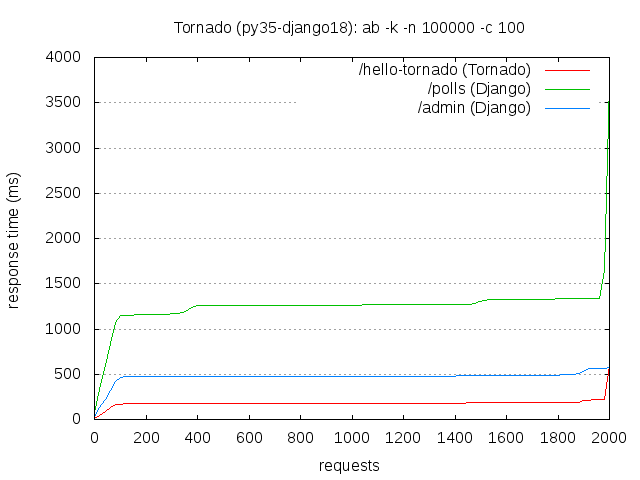 Tornado (py35-django18): ab -k -n 100000 -c 100
4000
3500
3000
2500
2000
1500
1000
500
0
response time (ms)
/hello-tornado (Tornado)
/polls (Django)
/admin (Django)
0 200 400 600 800 1000 1200 1400 1600 1800 2000
requests